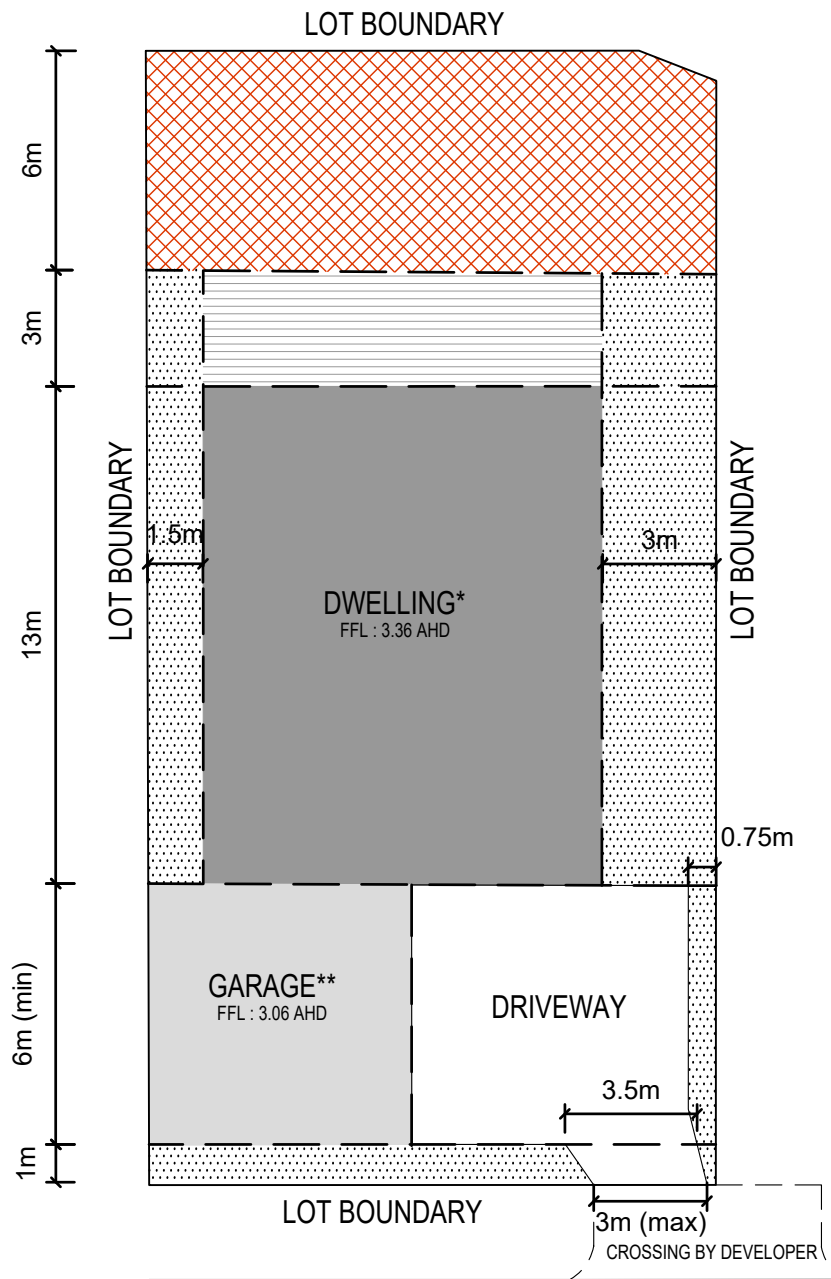 LOT BOUNDARY
6m
3m
LOT BOUNDARY
LOT BOUNDARY
1.5m
3m
13m
DWELLING*
FFL : 3.36 AHD
0.75m
GARAGE**
FFL : 3.06 AHD
DRIVEWAY
6m (min)
3.5m
1m
LOT BOUNDARY
3m (max)
CROSSING BY DEVELOPER